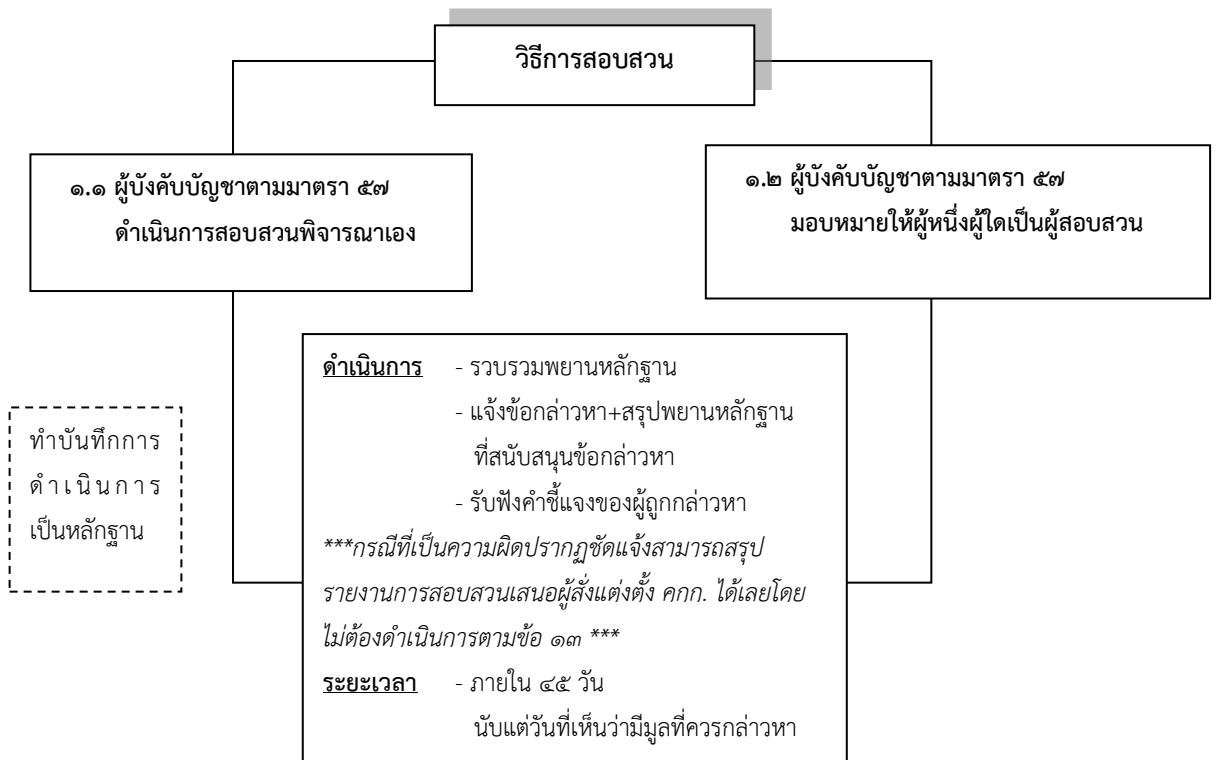 วิธีการสอบสวน
๑.๑ ผู้บังคับบัญชาตามมาตรา ๕๗
ดำเนินการสอบสวนพิจารณาเอง
๑.๒ ผู้บังคับบัญชาตามมาตรา ๕๗
มอบหมายให้ผู้หนึ่งผู้ใดเป็นผู้สอบสวน
ทำบันทึกการ
ดำเนินการ
เป็นหลักฐาน
ดำเนินการ - รวบรวมพยานหลักฐาน
- แจ้งข้อกล่าวหา+สรุปพยานหลักฐาน
ที่สนับสนุนข้อกล่าวหา
- รับฟังคำชี้แจงของผู้ถูกกล่าวหา
***กรณีที่เป็นความผิดปรากฏชัดแจ้งสามารถสรุป
รายงานการสอบสวนเสนอผู้สั่งแต่งตั้ง คกก. ได้เลยโดย
ไม่ต้องดำเนินการตามข้อ ๑๓ ***
ระยะเวลา - ภายใน ๔๕ วัน
นับแต่วันที่เห็นว่ามีมูลที่ควรกล่าวหา